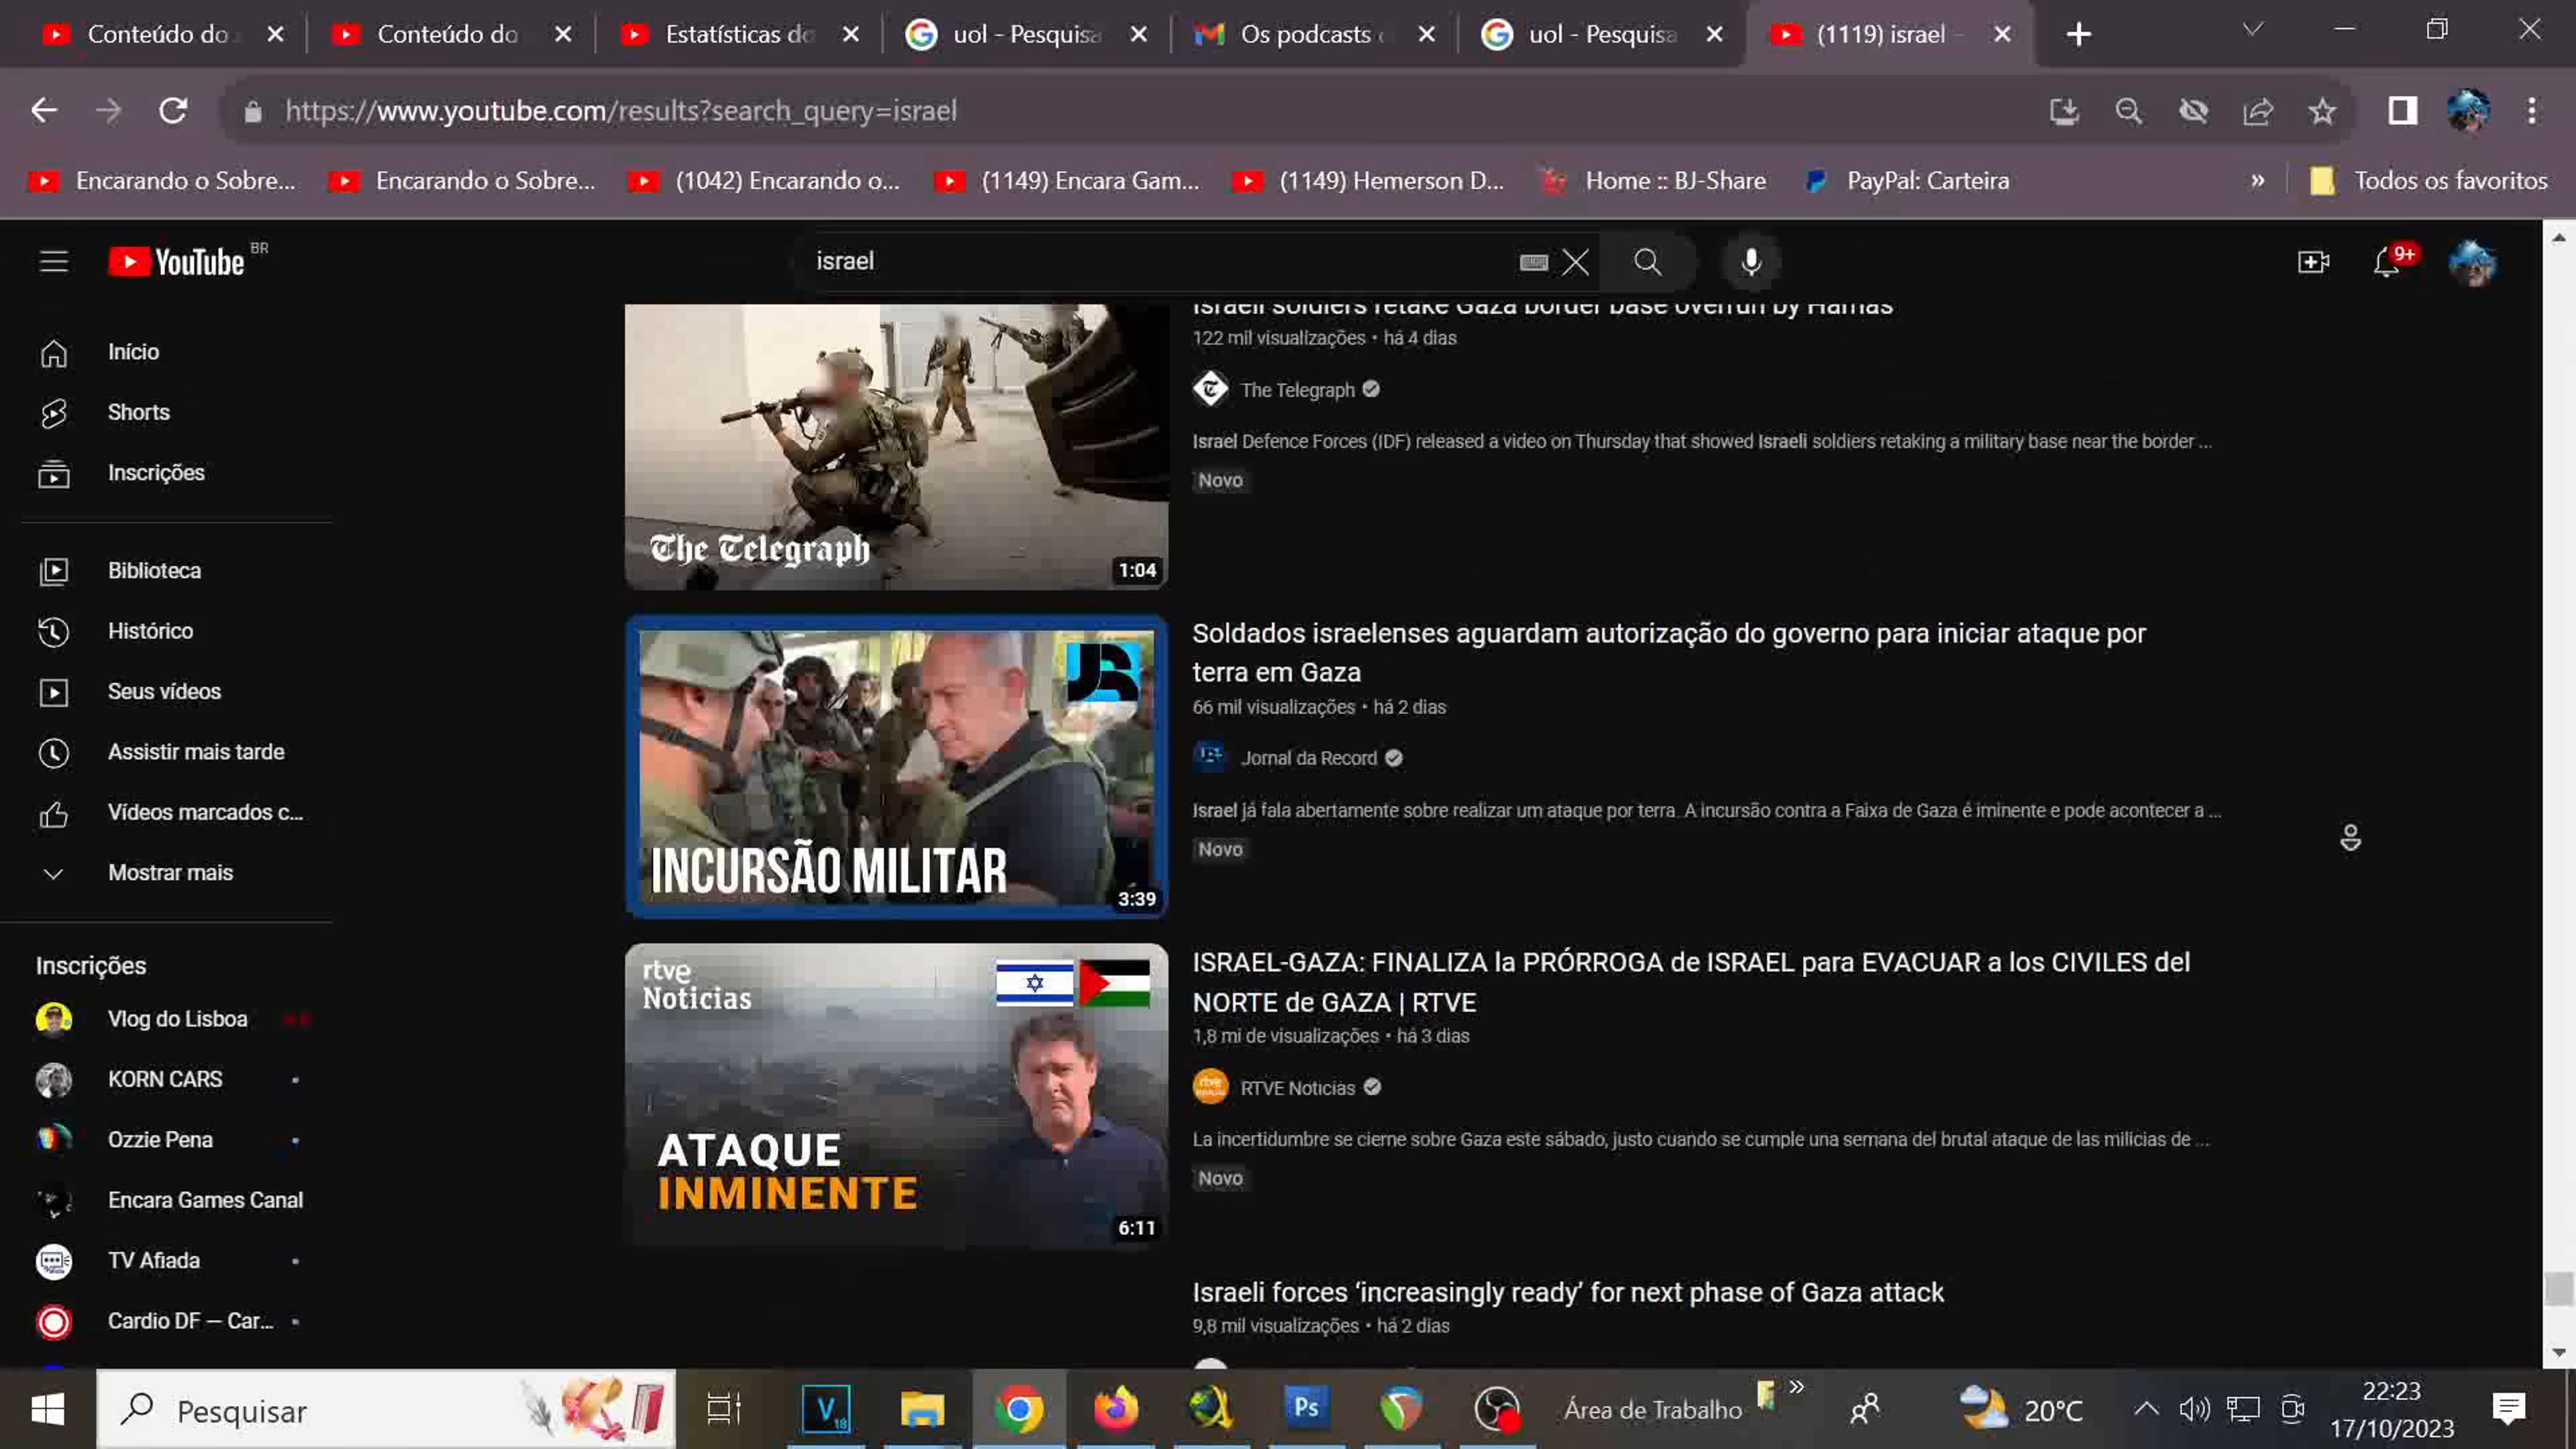 Conteúdo do
Conteúdo do
Estatísticas do
uol - Pesquisa
Os podcasts
uol - Pesquisa
(1119) israel -
https://www.youtube.com/results?search_query=israel
Encarando o Sobre...
Encarando o Sobre...
(1042) Encarando o...
(1149) Encara Gam...
(1149) Hemerson D...
Home :: BJ-Share
PayPal: Carteira
»
Todos os favoritos
YouTube BR
israel
9+
Início
Shorts
Inscrições
Biblioteca
Histórico
Seus vídeos
Assistir mais tarde
Vídeos marcados c...
Mostrar mais
Inscrições
Vlog do Lisboa
KORN CARS
Ozzie Pena
Encara Games Canal
TV Afiada
Cardio DF — Car...
The Telegraph
1:04
Israeli soldiers retake Gaza border base overrun by Hamas
122 mil visualizações • há 4 dias
The Telegraph
Israel Defence Forces (IDF) released a video on Thursday that showed Israeli soldiers retaking a military base near the border ...
Novo
INCURSÃO MILITAR
3:39
Soldados israelenses aguardam autorização do governo para iniciar ataque por
terra em Gaza
66 mil visualizações • há 2 dias
Jornal da Record
Israel já fala abertamente sobre realizar um ataque por terra. A incursão contra a Faixa de Gaza é iminente e pode acontecer a ...
Novo
rtve
Noticias
ATAQUE
INMINENTE
6:11
ISRAEL-GAZA: FINALIZA la PRÓRROGA de ISRAEL para EVACUAR a los CIVILES del
NORTE de GAZA | RTVE
1,8 mi de visualizações • há 3 dias
RTVE Noticias
La incertidumbre se cierne sobre Gaza este sábado, justo cuando se cumple una semana del brutal ataque de las milicias de ...
Novo
Israeli forces ‘increasingly ready’ for next phase of Gaza attack
9,8 mil visualizações • há 2 dias
Pesquisar
V
18
Ps
Área de Trabalho
»
20°C
22:23
17/10/2023